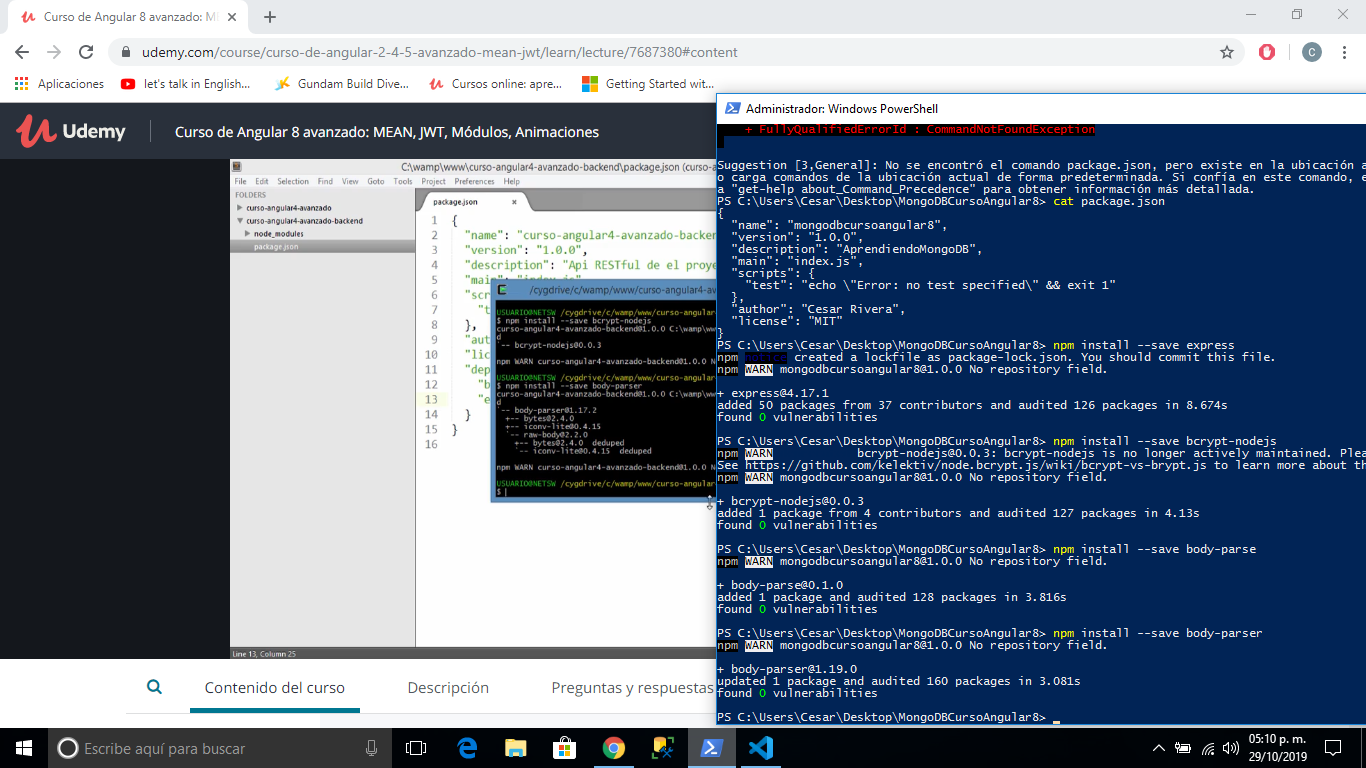 Curso de Angular 8 avanzado: M
udemy.com/course/curso-de-angular-2-4-5-avanzado-mean-jwt/learn/lecture/7687380#content
C
Aplicaciones
let's talk in English...
Gundam Build Dive...
Cursos online: apre...
Getting Started wit...
Udemy
Curso de Angular 8 avanzado: MEAN, JWT, Módulos, Animaciones
C:\wamp\www\curso-angular4-avanzado-backend\package.json (curso-
File Edit Selection Find View Goto Tools Project Preferences Help
FOLDERS
curso-angular4-avanzado
curso-angular4-avanzado-backend
node_modules
package.json
package.json
1 {
2 "name": "curso-angular4-avanzado-backen
3 "version": "1.0.0",
4 "description": "Api RESTful de el proye
5 "main": "index.js",
6 "scr
7 "t
8 },
9 "aut
10 "lic
11 "dep
12 "b
13 "e
14 }
15 }
16
/cygdrive/c/wamp/www/curso-angular4-av
USUARIO@NETSW /cygdrive/c/wamp/www/curso-angular
$ npm install --save bcrypt-nodejs
curso-angular4-avanzado-backend@1.0.0 C:\wamp\ww
d
`-- bcrypt-nodejs@0.0.3
npm WARN curso-angular4-avanzado-backend@1.0.0 N
USUARIO@NETSW /cygdrive/c/wamp/www/curso-angular
$ npm install --save body-parser
curso-angular4-avanzado-backend@1.0.0 C:\wamp\ww
d
`-- body-parser@1.17.2
+-- bytes@2.4.0
+-- iconv-lite@0.4.15
`-- raw-body@2.2.0
+-- bytes@2.4.0 deduped
`-- iconv-lite@0.4.15 deduped
npm WARN curso-angular4-avanzado-backend@1.0.0 N
USUARIO@NETSW /cygdrive/c/wamp/www/curso-angular
$
Line 13, Column 25
Contenido del curso
Descripción
Preguntas y respuestas
Administrador: Windows PowerShell
+ FullyQualifiedErrorId : CommandNotFoundException
Suggestion [3,General]: No se encontró el comando package.json, pero existe en la ubicación a
o carga comandos de la ubicación actual de forma predeterminada. Si confía en este comando, e
a "get-help about_Command_Precedence" para obtener información más detallada.
PS C:\Users\Cesar\Desktop\MongoDBCursoAngular8> cat package.json
{
"name": "mongodbcursoangular8",
"version": "1.0.0",
"description": "AprendiendoMongoDB",
"main": "index.js",
"scripts": {
"test": "echo \"Error: no test specified\" && exit 1"
},
"author": "Cesar Rivera",
"license": "MIT"
}
PS C:\Users\Cesar\Desktop\MongoDBCursoAngular8> npm install --save express
npm notice created a lockfile as package-lock.json. You should commit this file.
npm WARN mongodbcursoangular8@1.0.0 No repository field.
+ express@4.17.1
added 50 packages from 37 contributors and audited 126 packages in 8.674s
found 0 vulnerabilities
PS C:\Users\Cesar\Desktop\MongoDBCursoAngular8> npm install --save bcrypt-nodejs
npm WARN bcrypt-nodejs@0.0.3: bcrypt-nodejs is no longer actively maintained. Plea
See https://github.com/kelektiv/node.bcrypt.js/wiki/bcrypt-vs-brypt.js to learn more about th
npm WARN mongodbcursoangular8@1.0.0 No repository field.
+ bcrypt-nodejs@0.0.3
added 1 package from 4 contributors and audited 127 packages in 4.13s
found 0 vulnerabilities
PS C:\Users\Cesar\Desktop\MongoDBCursoAngular8> npm install --save body-parse
npm WARN mongodbcursoangular8@1.0.0 No repository field.
+ body-parse@0.1.0
added 1 package and audited 128 packages in 3.816s
found 0 vulnerabilities
PS C:\Users\Cesar\Desktop\MongoDBCursoAngular8> npm install --save body-parser
npm WARN mongodbcursoangular8@1.0.0 No repository field.
+ body-parser@1.19.0
updated 1 package and audited 160 packages in 3.081s
found 0 vulnerabilities
PS C:\Users\Cesar\Desktop\MongoDBCursoAngular8>
Escribe aquí para buscar
05:10 p. m.
29/10/2019